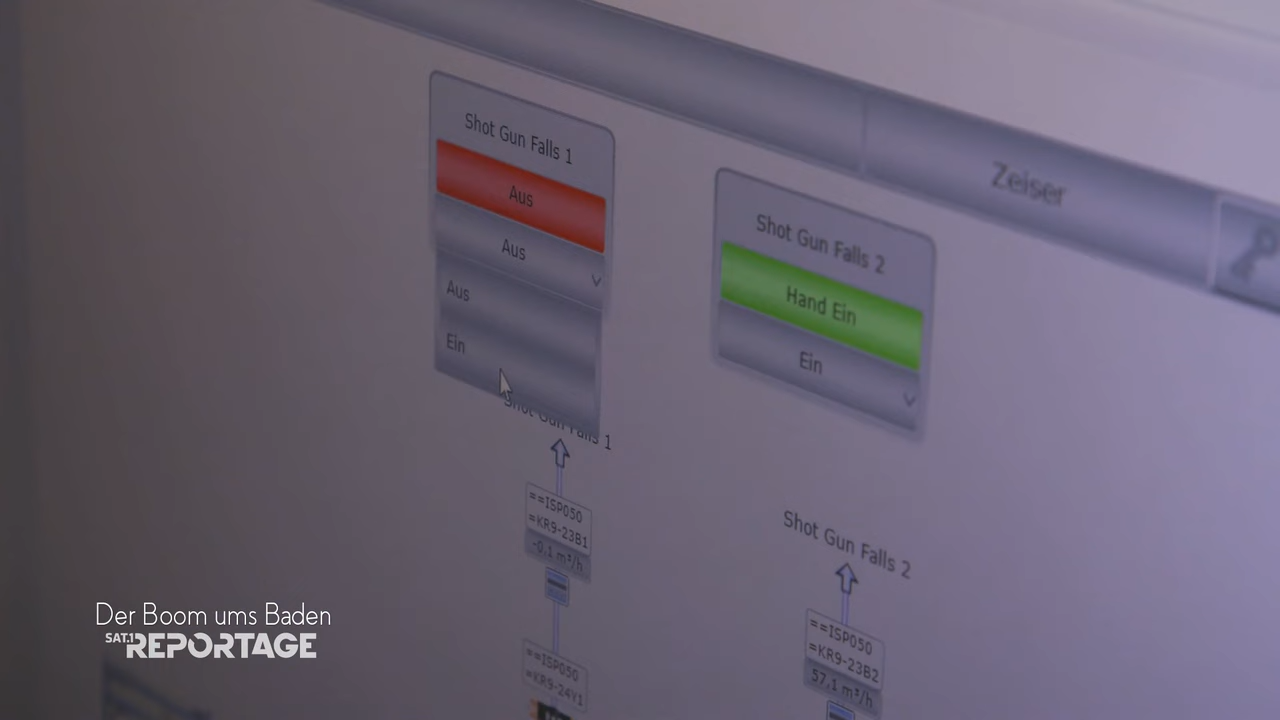 Zeiser
Shot Gun Falls 1
Aus
Aus
Aus
Ein
Shot Gun Falls 1
==ISP050
=KR9-23B1
-0,1 m³/h
==ISP050
=KR9-24Y1
Shot Gun Falls 2
Hand Ein
Ein
Shot Gun Falls 2
==ISP050
=KR9-23B2
57,1 m³/h
Der Boom ums Baden
SAT.1 REPORTAGE